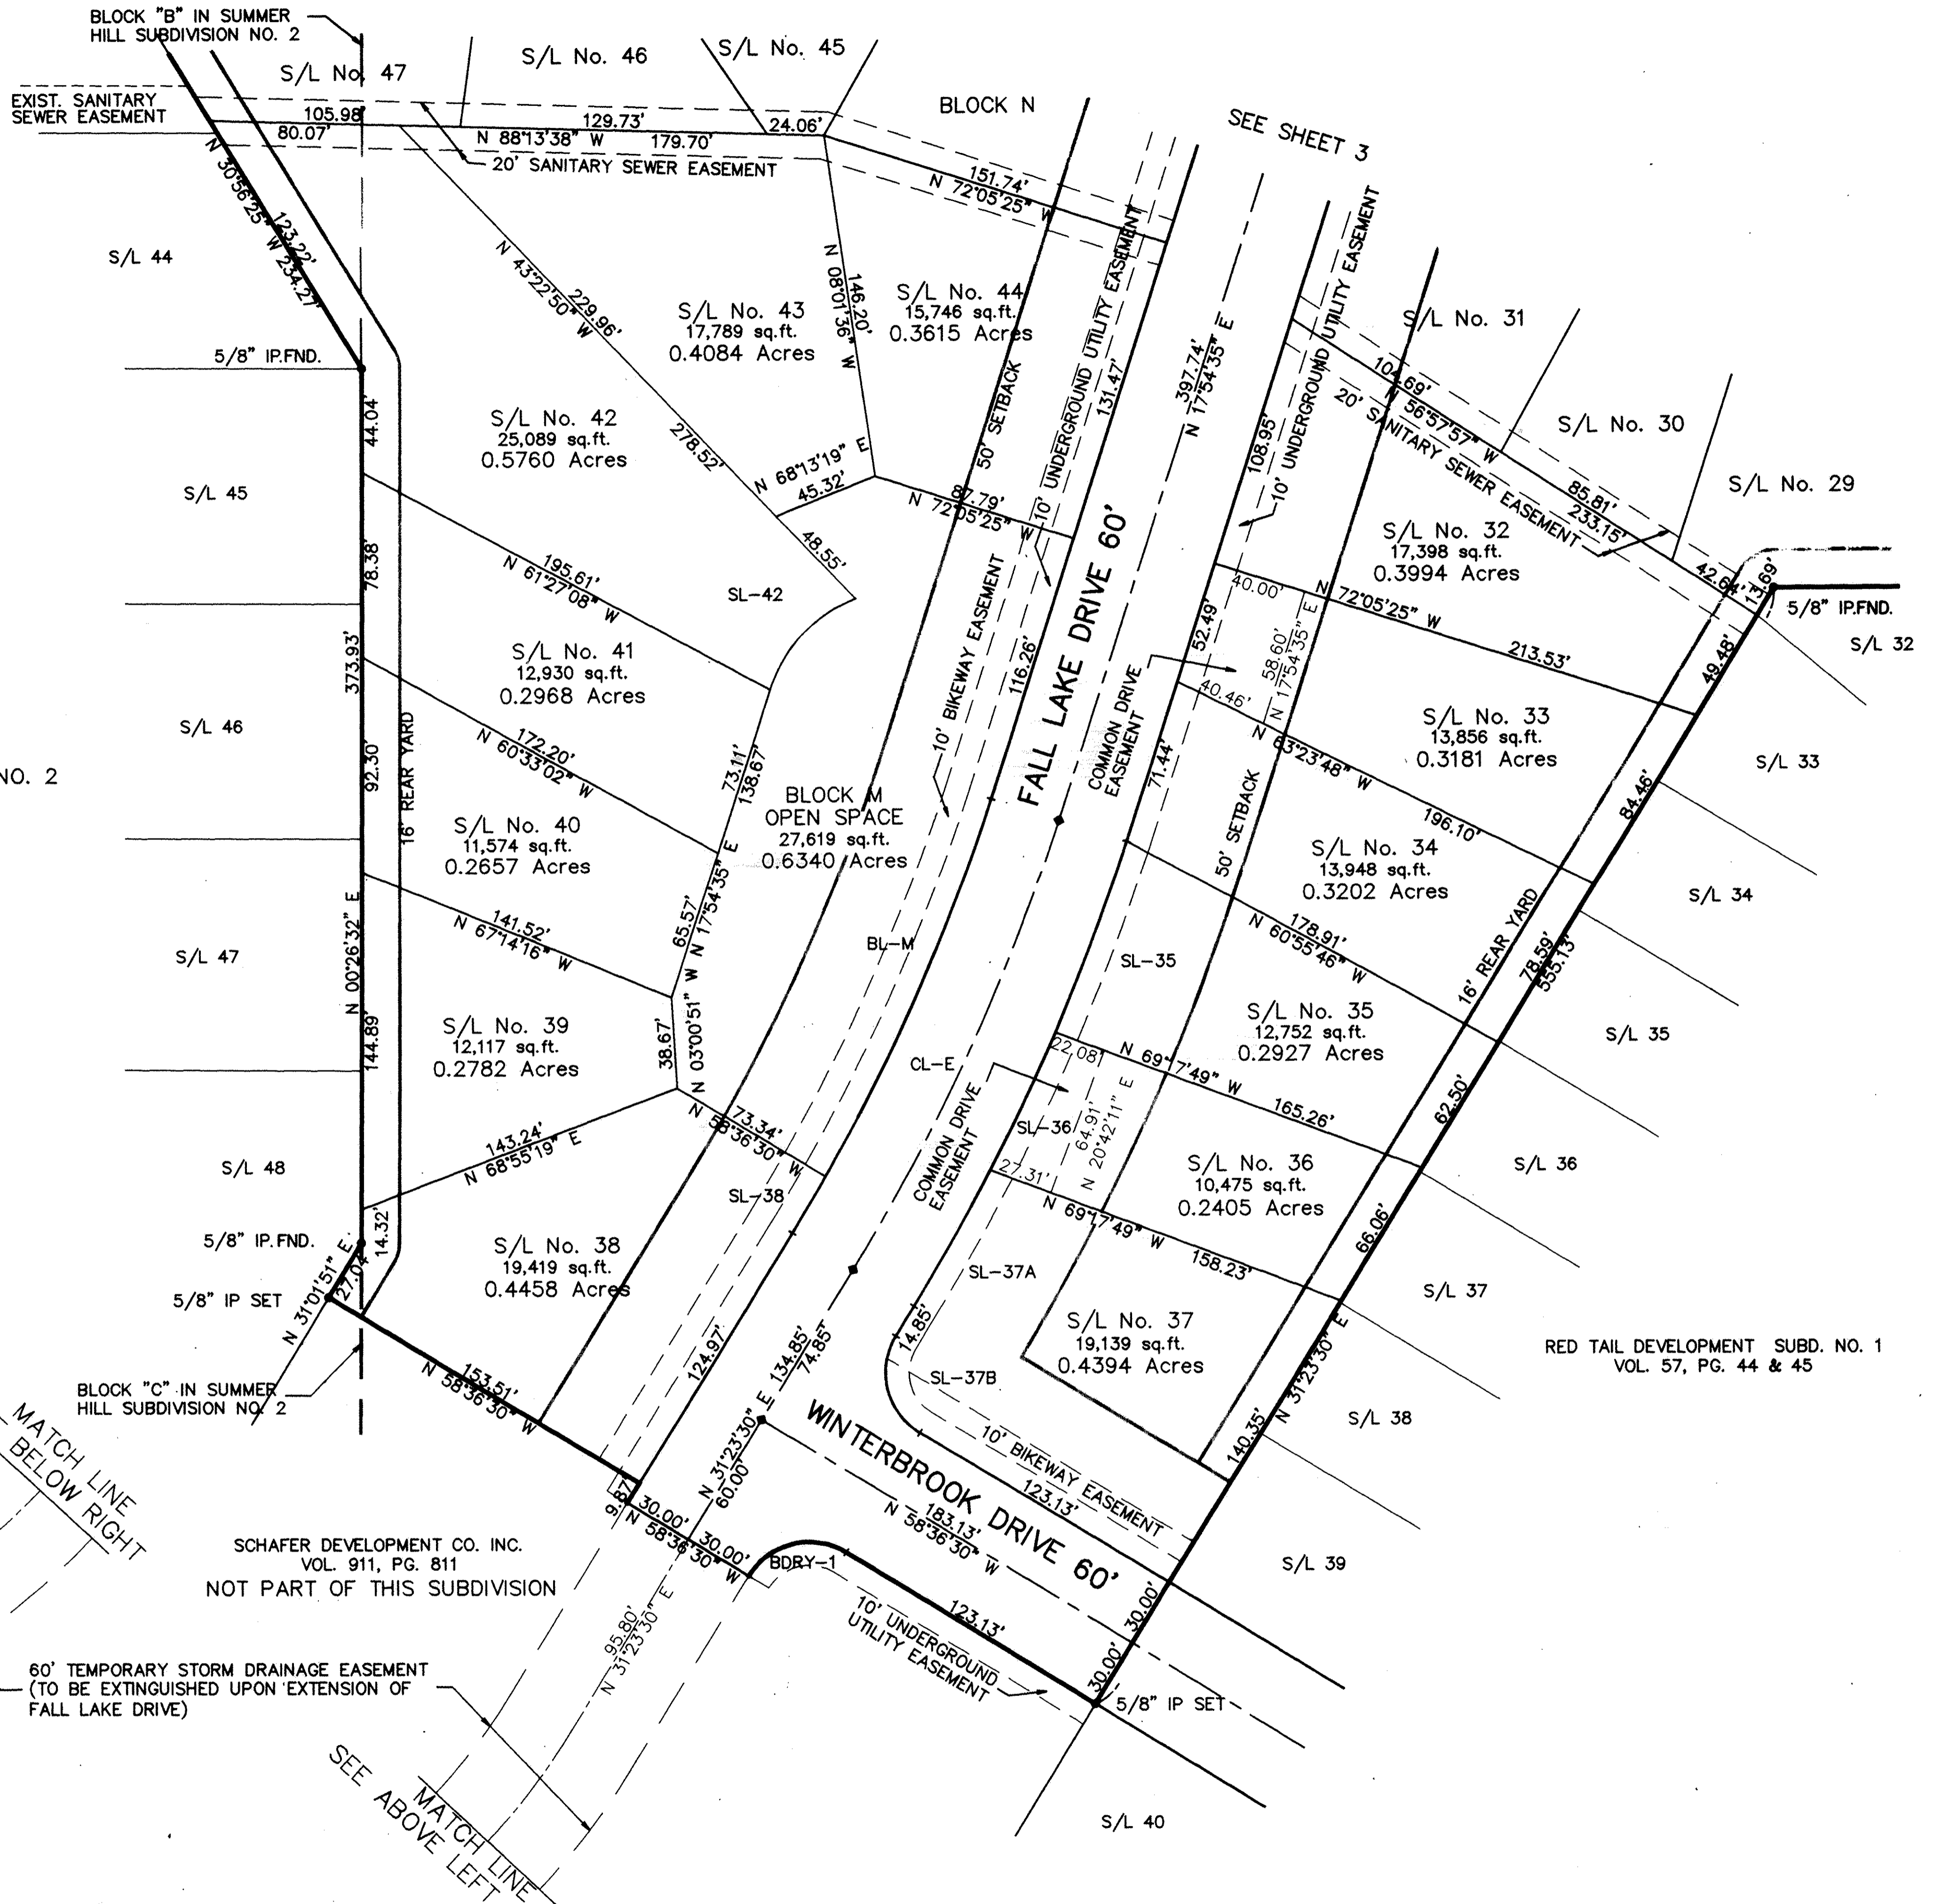 BLOCK "B" IN SUMMER
HILL SUBDIVISION NO. 2
S/L No. 47
S/L No. 46
S/L No. 45
BLOCK N
SEE SHEET 3
EXIST. SANITARY
SEWER EASEMENT
105.98'
80.07'
129.73'
N 88°13'38" W 179.70'
24.06'
20' SANITARY SEWER EASEMENT
151.74'
N 72°05'25" W
N 30°56'25" W 234.27'
123.22'
S/L 44
5/8" IP.FND.
44.04'
S/L No. 42
25,089 sq.ft.
0.5760 Acres
N 43°22'50" W
229.96'
278.52'
48.55'
S/L No. 43
17,789 sq.ft.
0.4084 Acres
N 08°01'36" W
146.20'
S/L No. 44
15,746 sq.ft.
0.3615 Acres
N 68°13'19" E
45.32'
87.79'
N 72°05'25" W
50' SETBACK
10' UNDERGROUND UTILITY EASEMENT
131.47'
397.74'
N 17°54'35" E
108.95'
10' UNDERGROUND UTILITY EASEMENT
S/L No. 31
104.69'
N 56°57'57" W
20' SANITARY SEWER EASEMENT
S/L No. 30
S/L No. 29
85.81'
233.15'
42.64'
13.69'
5/8" IP.FND.
S/L 32
S/L No. 32
17,398 sq.ft.
0.3994 Acres
S/L 45
78.38'
195.61'
N 61°27'08" W
SL-42
S/L No. 41
12,930 sq.ft.
0.2968 Acres
373.93'
S/L 46
92.30'
16' REAR YARD
172.20'
N 60°33'02" W
73.11'
138.67'
NO. 2
BLOCK M
OPEN SPACE
27,619 sq.ft.
0.6340 Acres
10' BIKEWAY EASEMENT
116.26'
FALL LAKE DRIVE 60'
COMMON DRIVE
EASEMENT
52.49'
40.00'
N 72°05'25" W
213.53'
58.60'
N 17°54'35" E
40.46'
N 63°23'48" W
196.10'
49.48'
S/L No. 33
13,856 sq.ft.
0.3181 Acres
S/L 33
84.46'
71.44'
50' SETBACK
S/L No. 34
13,948 sq.ft.
0.3202 Acres
S/L 34
S/L No. 40
11,574 sq.ft.
0.2657 Acres
65.57'
N 17°54'35" E
141.52'
N 67°14'16" W
N 00°26'32" E
S/L 47
BL-M
SL-35
178.91'
N 60°55'46" W
16' REAR YARD
78.59'
555.13'
S/L No. 35
12,752 sq.ft.
0.2927 Acres
S/L 35
144.89'
S/L No. 39
12,117 sq.ft.
0.2782 Acres
38.67'
N 03°00'51" W
73.34'
N 58°36'30" W
CL-E
COMMON DRIVE
EASEMENT
22.08'
165.26'
SL-36
64.91'
N 20°42'11" E
62.50'
S/L No. 36
10,475 sq.ft.
0.2405 Acres
S/L 36
S/L 48
143.24'
N 68°55'19" E
SL-38
27.31'
N 69°17'49" W
158.23'
66.06'
5/8" IP.FND.
14.32'
27.04'
N 31°01'51" E
5/8" IP SET
S/L No. 38
19,419 sq.ft.
0.4458 Acres
SL-37A
S/L No. 37
19,139 sq.ft.
0.4394 Acres
S/L 37
14.85'
SL-37B
RED TAIL DEVELOPMENT SUBD. NO. 1
VOL. 57, PG. 44 & 45
N 31°23'30" E
140.35'
S/L 38
BLOCK "C" IN SUMMER
HILL SUBDIVISION NO. 2
153.51'
N 58°36'30" W
124.97'
134.85'
74.85'
N 31°23'30" E
60.00'
9.87'
30.00'
30.00'
N 58°36'30" W
WINTERBROOK DRIVE 60'
10' BIKEWAY EASEMENT
123.13'
183.13'
N 58°36'30" W
S/L 39
MATCH LINE
BELOW RIGHT
SCHAFER DEVELOPMENT CO. INC.
VOL. 911, PG. 811
NOT PART OF THIS SUBDIVISION
BDRY-1
123.13'
10' UNDERGROUND
UTILITY EASEMENT
30.00'
30.00'
5/8" IP SET
95.80'
N 31°23'30" E
60' TEMPORARY STORM DRAINAGE EASEMENT
(TO BE EXTINGUISHED UPON EXTENSION OF
FALL LAKE DRIVE)
SEE
ABOVE LEFT
MATCH LINE
S/L 40